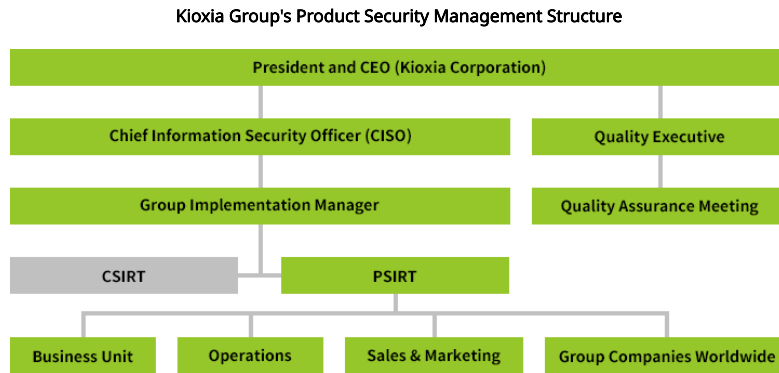 Kioxia Group's Product Security Management Structure
President and CEO (Kioxia Corporation)
Chief Information Security Officer (CISO)
Quality Executive
Group Implementation Manager
Quality Assurance Meeting
CSIRT
PSIRT
Business Unit
Operations
Sales & Marketing
Group Companies Worldwide